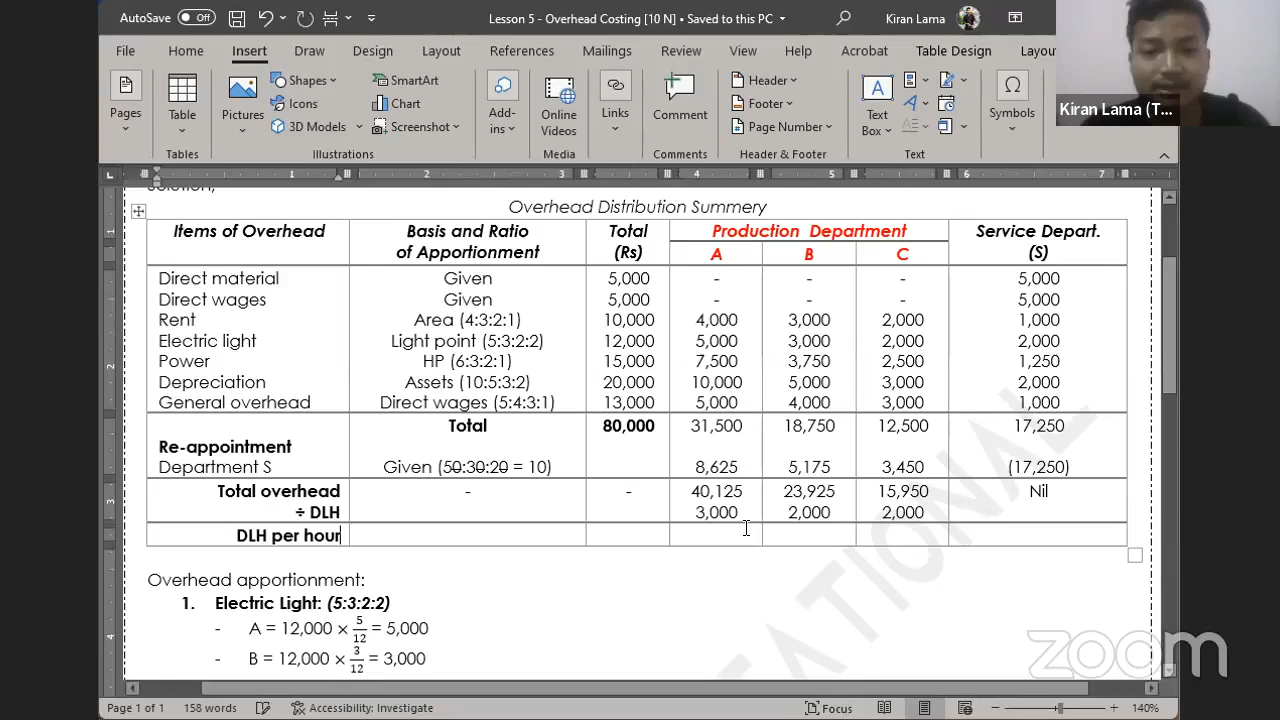 AutoSave Off
Lesson 5 - Overhead Costing [10 N] • Saved to this PC
Kiran Lama
File Home Insert Draw Design Layout References Mailings Review View Help Acrobat Table Design Layou
Pages
Table
Pictures
Shapes
Icons
3D Models
SmartArt
Chart
Screenshot
Add-ins
Online Videos
Links
Comment
Header
Footer
Page Number
Text Box
Symbols
Tables
Illustrations
Media
Comments
Header & Footer
Text
Kiran Lama (T...
L
1 2 3 4 5 6 7
Solution,
Overhead Distribution Summery
Items of Overhead | Basis and Ratio of Apportionment | Total (Rs) | Production Department | Service Depart. (S)
A B C
Direct material Given 5,000 - - - 5,000
Direct wages Given 5,000 - - - 5,000
Rent Area (4:3:2:1) 10,000 4,000 3,000 2,000 1,000
Electric light Light point (5:3:2:2) 12,000 5,000 3,000 2,000 2,000
Power HP (6:3:2:1) 15,000 7,500 3,750 2,500 1,250
Depreciation Assets (10:5:3:2) 20,000 10,000 5,000 3,000 2,000
General overhead Direct wages (5:4:3:1) 13,000 5,000 4,000 3,000 1,000
Total 80,000 31,500 18,750 12,500 17,250
Re-appointment
Department S Given (50:30:20 = 10) 8,625 5,175 3,450 (17,250)
Total overhead - - 40,125 23,925 15,950 Nil
÷ DLH 3,000 2,000 2,000
DLH per hour
Overhead apportionment:
1. Electric Light: (5:3:2:2)
- A = 12,000 × 5/12 = 5,000
- B = 12,000 × 3/12 = 3,000
zoom
Page 1 of 1 158 words Accessibility: Investigate Focus 140%